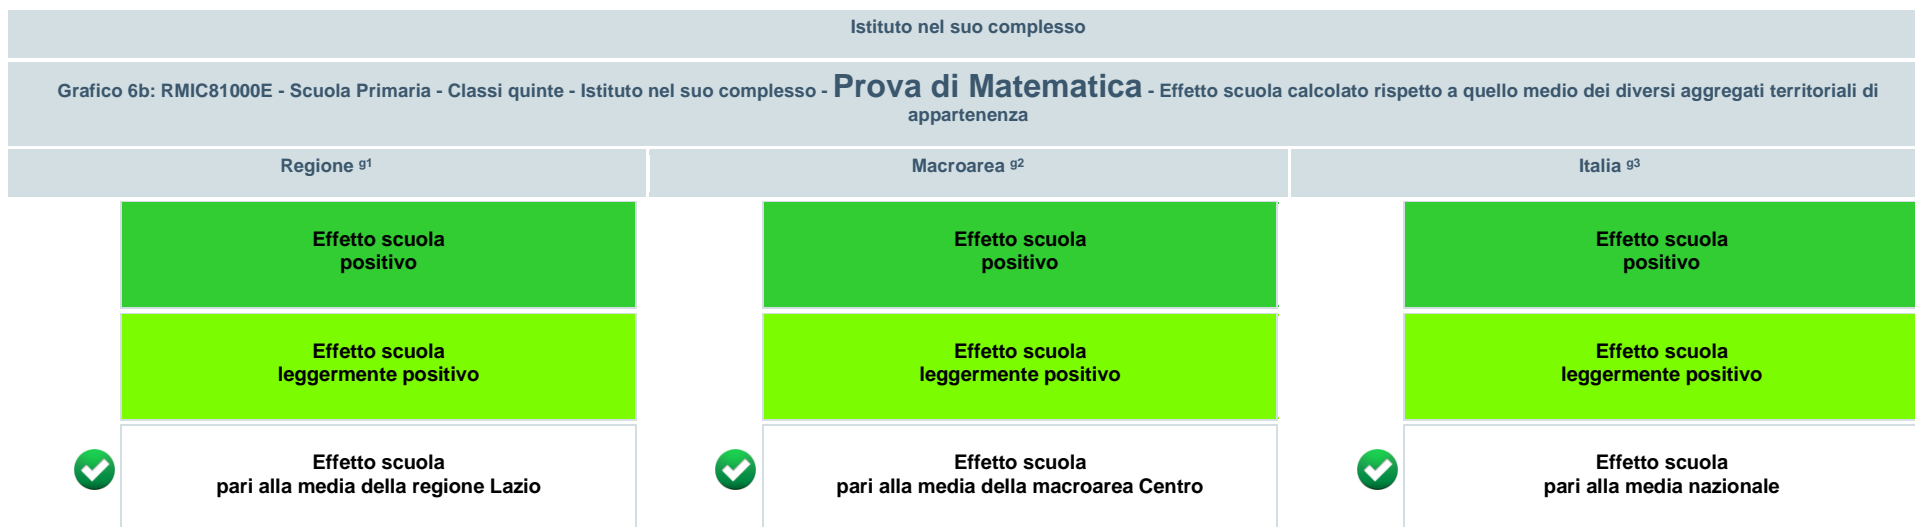 Istituto nel suo complesso
Grafico 6b: RMIC81000E - Scuola Primaria - Classi quinte - Istituto nel suo complesso - Prova di Matematica - Effetto scuola calcolato rispetto a quello medio dei diversi aggregati territoriali di
appartenenza
Regione g1
Macroarea g2
Italia g3
Effetto scuola
positivo
Effetto scuola
positivo
Effetto scuola
positivo
Effetto scuola
leggermente positivo
Effetto scuola
leggermente positivo
Effetto scuola
leggermente positivo
Effetto scuola
pari alla media della regione Lazio
Effetto scuola
pari alla media della macroarea Centro
Effetto scuola
pari alla media nazionale